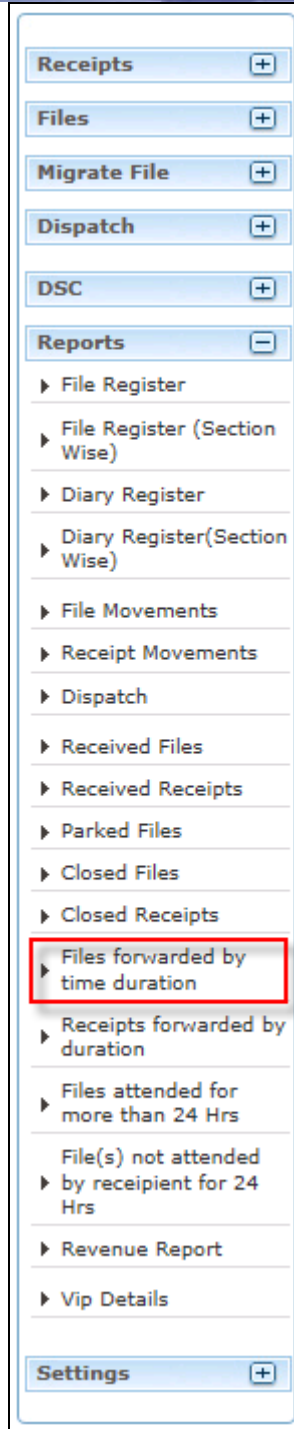 Receipts
Files
Migrate File
Dispatch
DSC
Reports
File Register
File Register (Section
Wise)
Diary Register
Diary Register(Section
Wise)
File Movements
Receipt Movements
Dispatch
Received Files
Received Receipts
Parked Files
Closed Files
Closed Receipts
Files forwarded by
time duration
Receipts forwarded by
duration
Files attended for
more than 24 Hrs
File(s) not attended
by receipient for 24
Hrs
Revenue Report
Vip Details
Settings